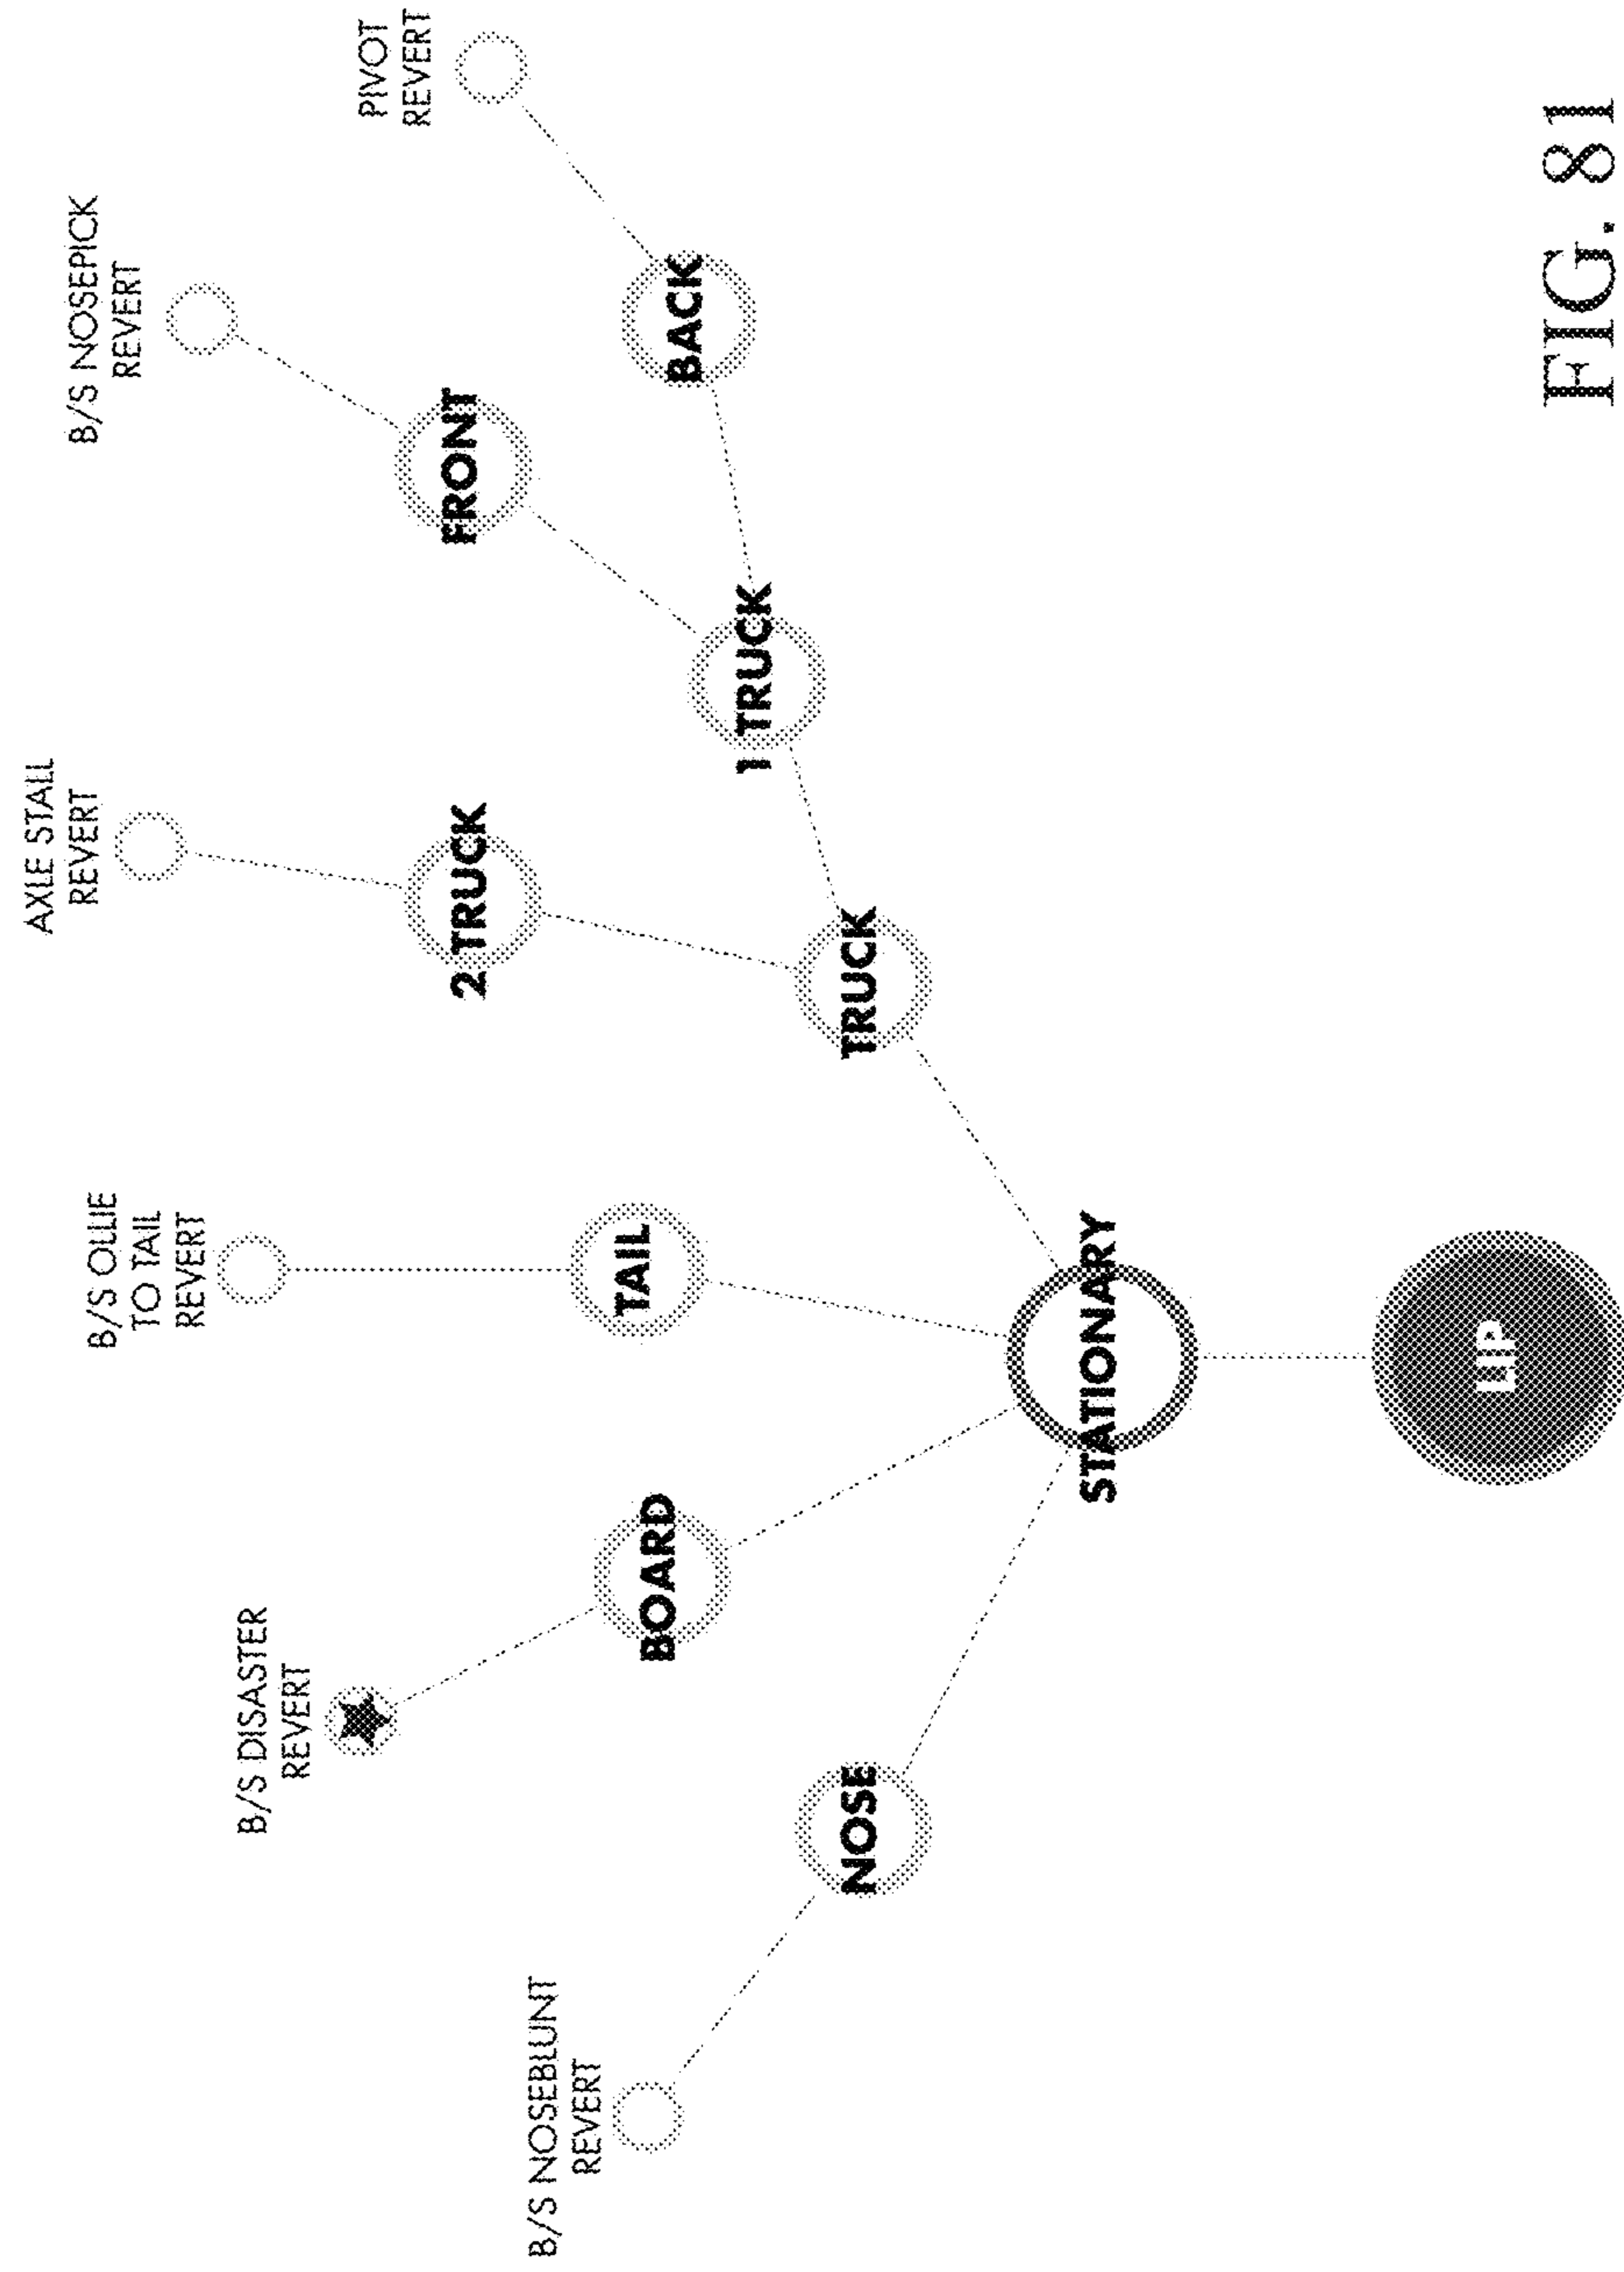 B/S NOSEBLUNT
REVERT
B/S DISASTER
REVERT
B/S OLLIE
TO TAIL
REVERT
AXLE STALL
REVERT
B/S NOSEPICK
REVERT
PIVOT
REVERT
NOSE
BOARD
TAIL
2 TRUCK
FRONT
BACK
1 TRUCK
TRUCK
STATIONARY
LIP
FIG. 81